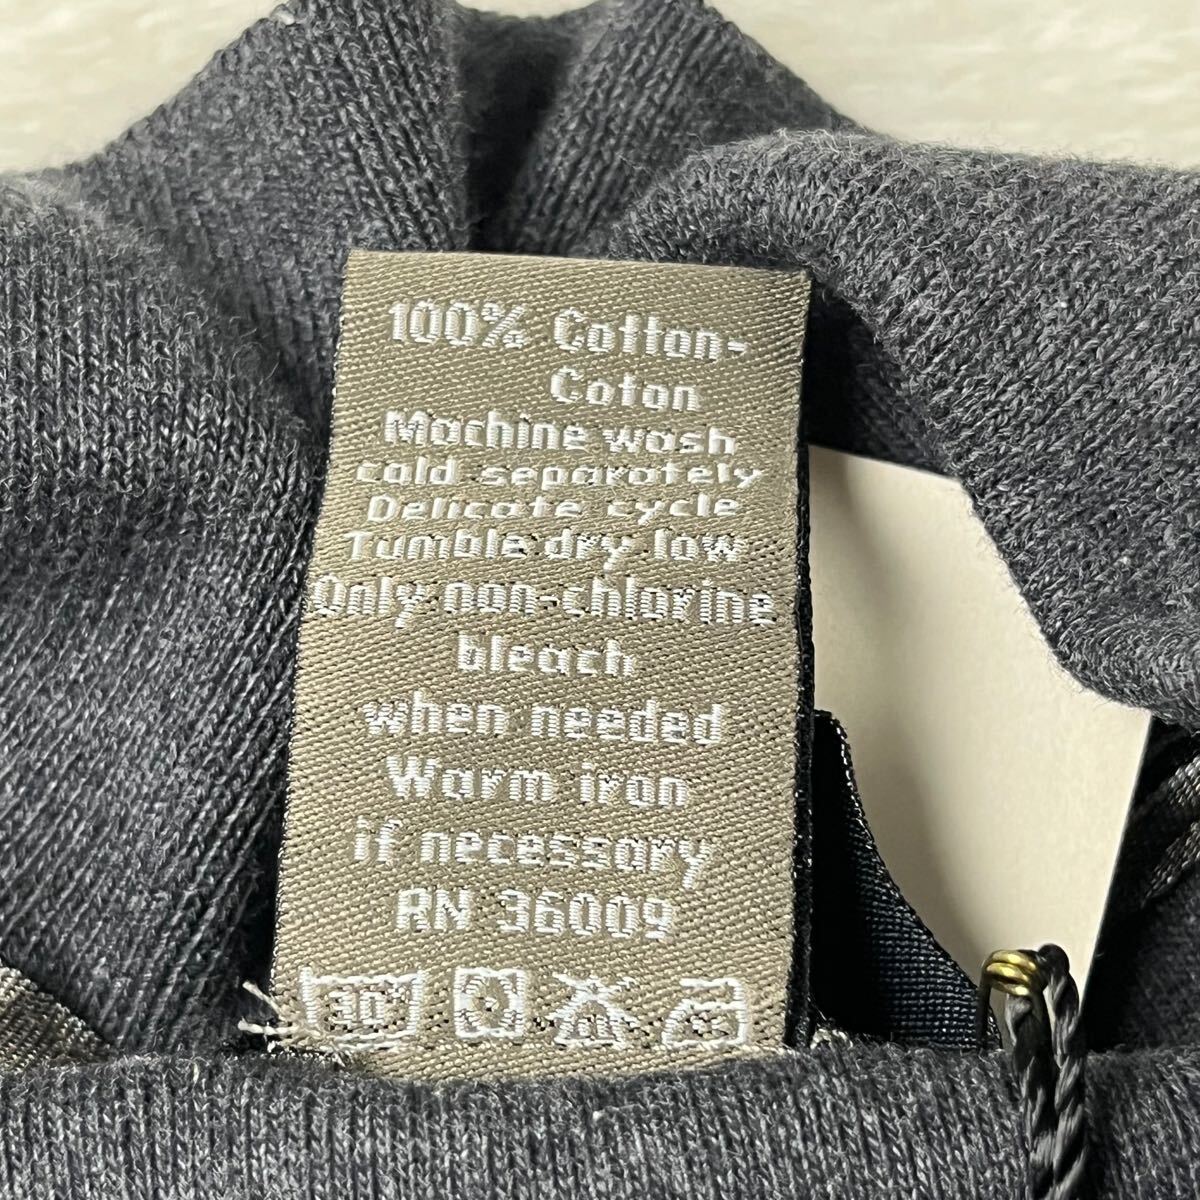 100% Cotton-
Coton
Machine wash
cold separately
Delicate cycle
Tumble dry low
Only non-chlorine
bleach
when needed
Warm iron
if necessary
RN 36009
30°